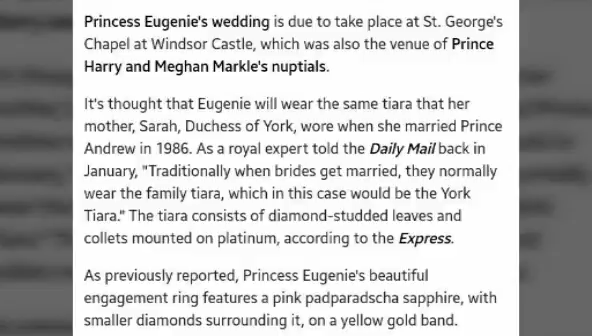 Princess Eugenie's wedding is due to take place at St. George's
Chapel at Windsor Castle, which was also the venue of Prince
Harry and Meghan Markle's nuptials.
It's thought that Eugenie will wear the same tiara that her
mother, Sarah, Duchess of York, wore when she married Prince
Andrew in 1986. As a royal expert told the Daily Mail back in
January, "Traditionally when brides get married, they normally
wear the family tiara, which in this case would be the York
Tiara." The tiara consists of diamond-studded leaves and
collets mounted on platinum, according to the Express.
As previously reported, Princess Eugenie's beautiful
engagement ring features a pink padparadscha sapphire, with
smaller diamonds surrounding it, on a yellow gold band.